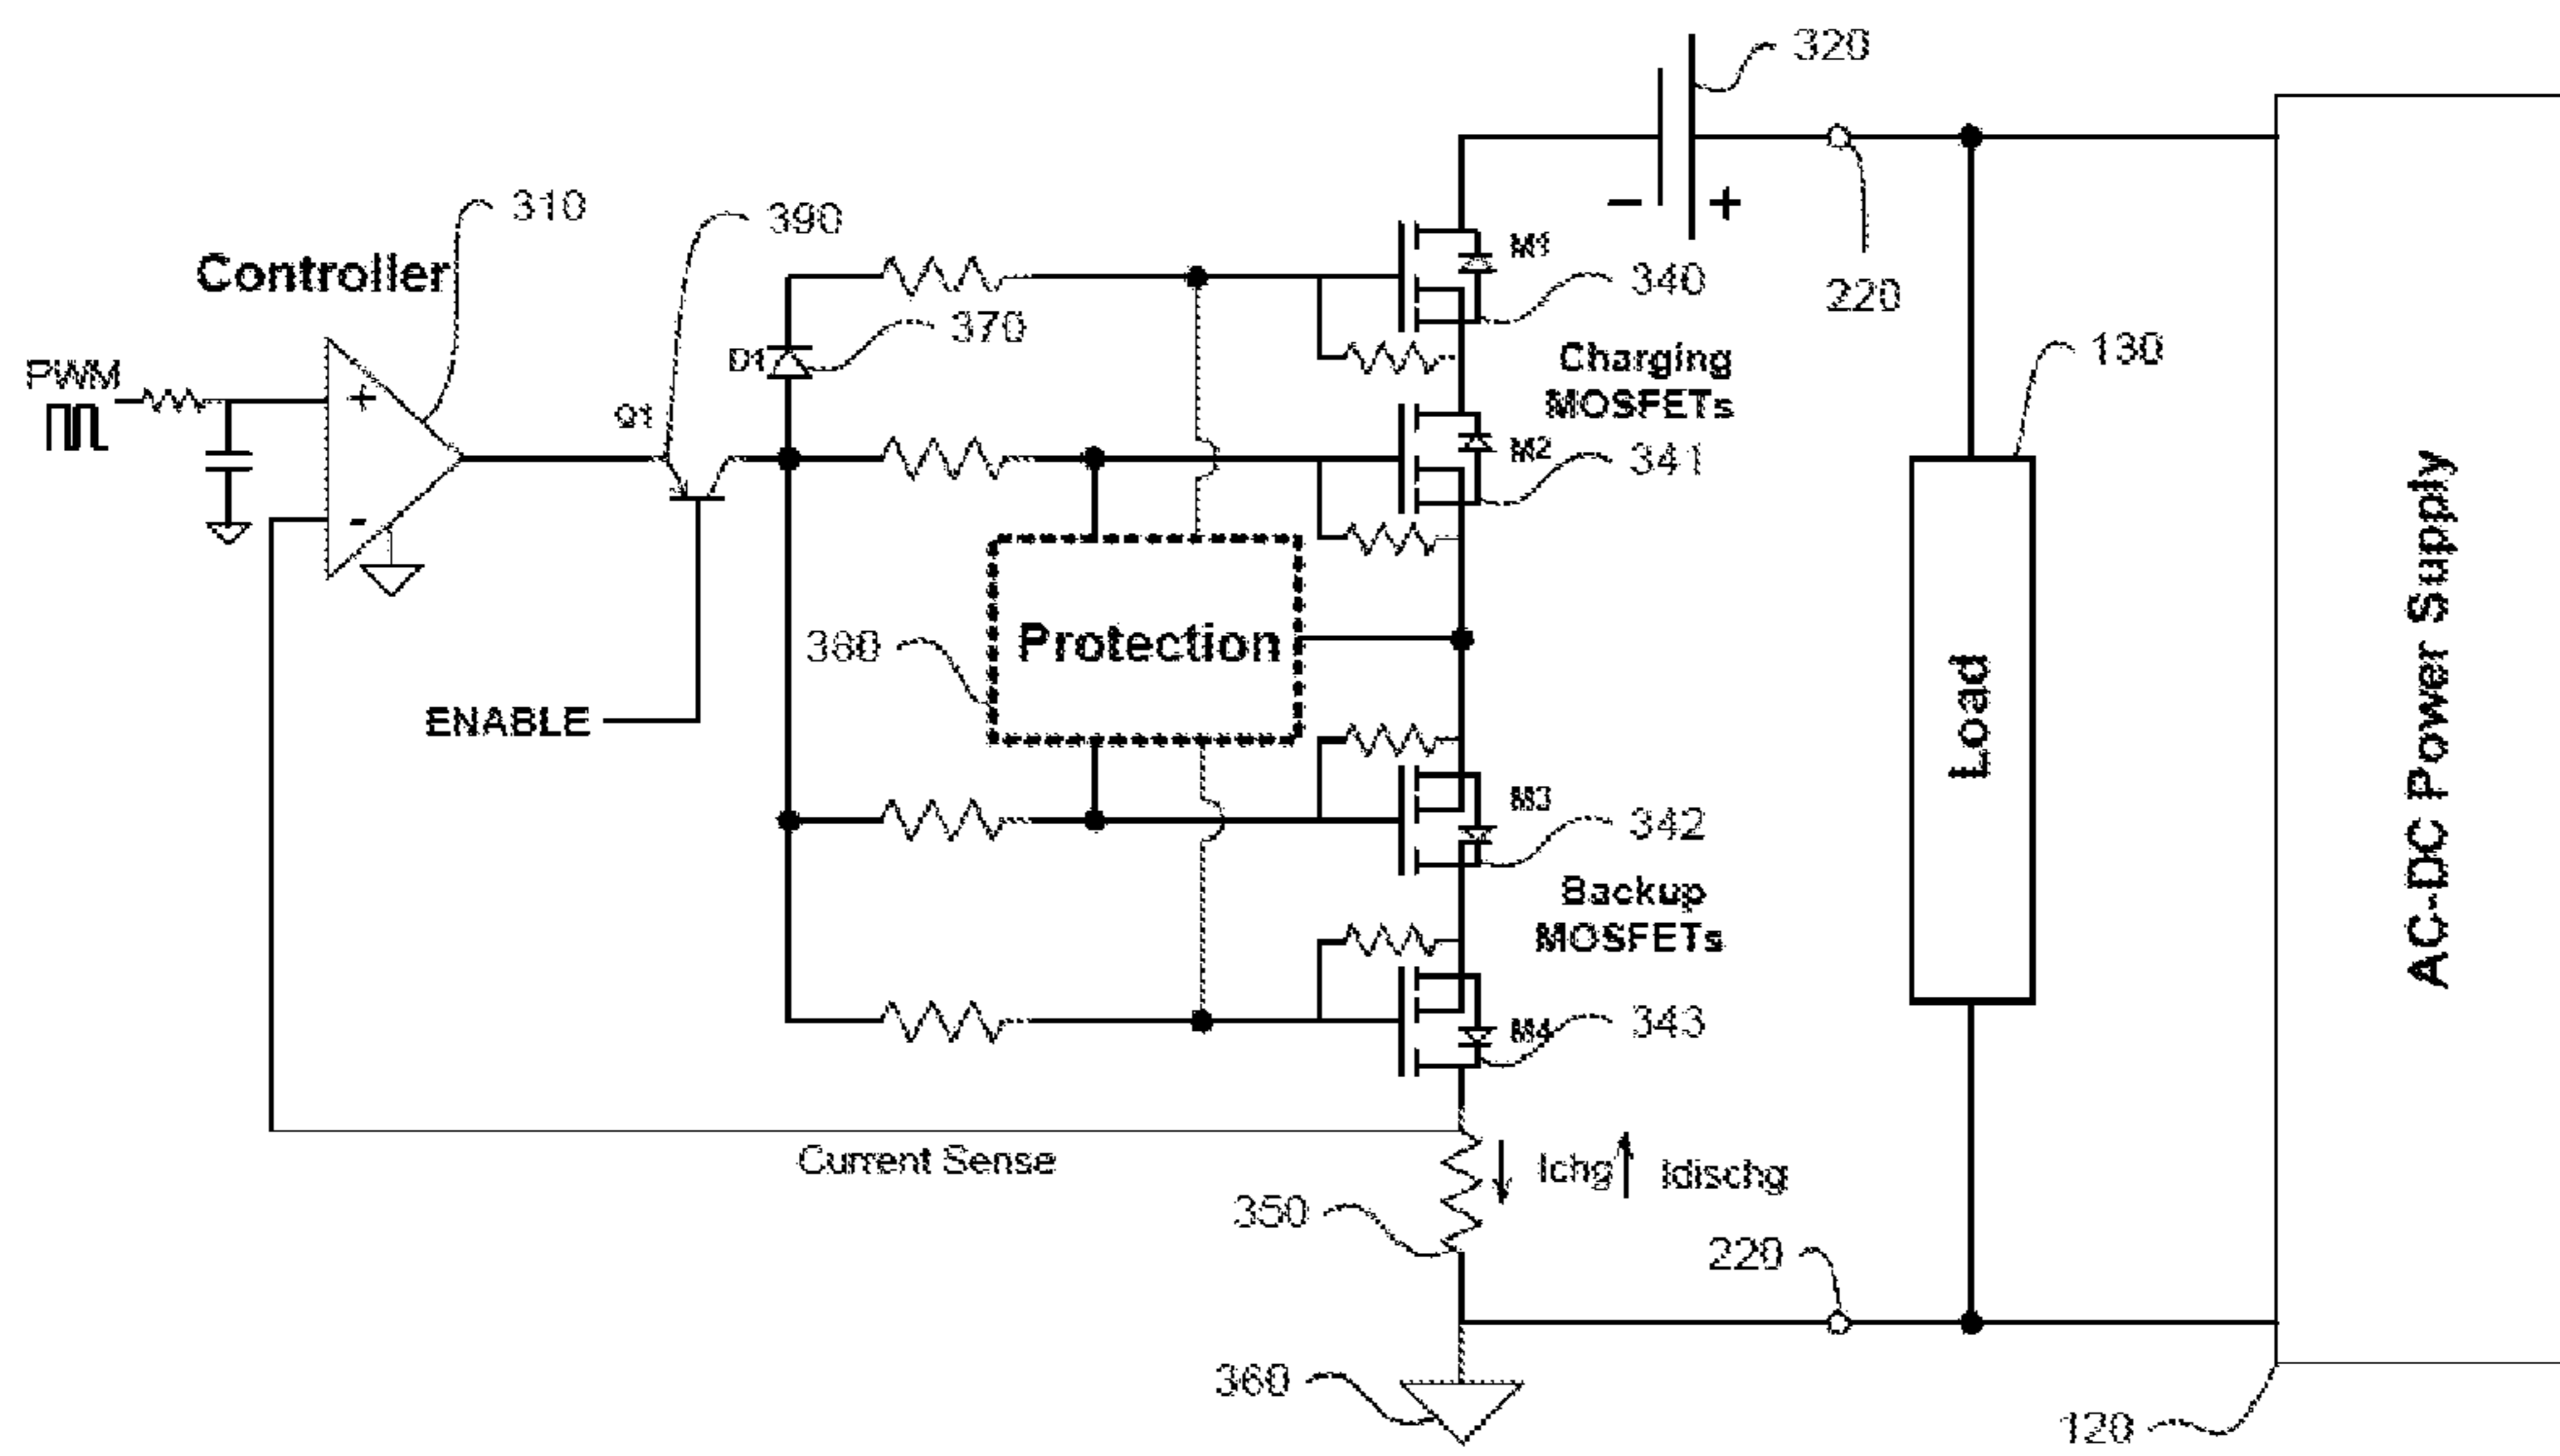 320
310
390
Controller
M1
340
220
370
D1
130
PWM
Charging
MOSFETs
+
Q1
M2
341
-
Protection
380
ENABLE
Load
AC-DC Power Supply
M3
342
Backup
MOSFETs
M4
343
Current Sense
Ichg
Idischg
350
220
360
120